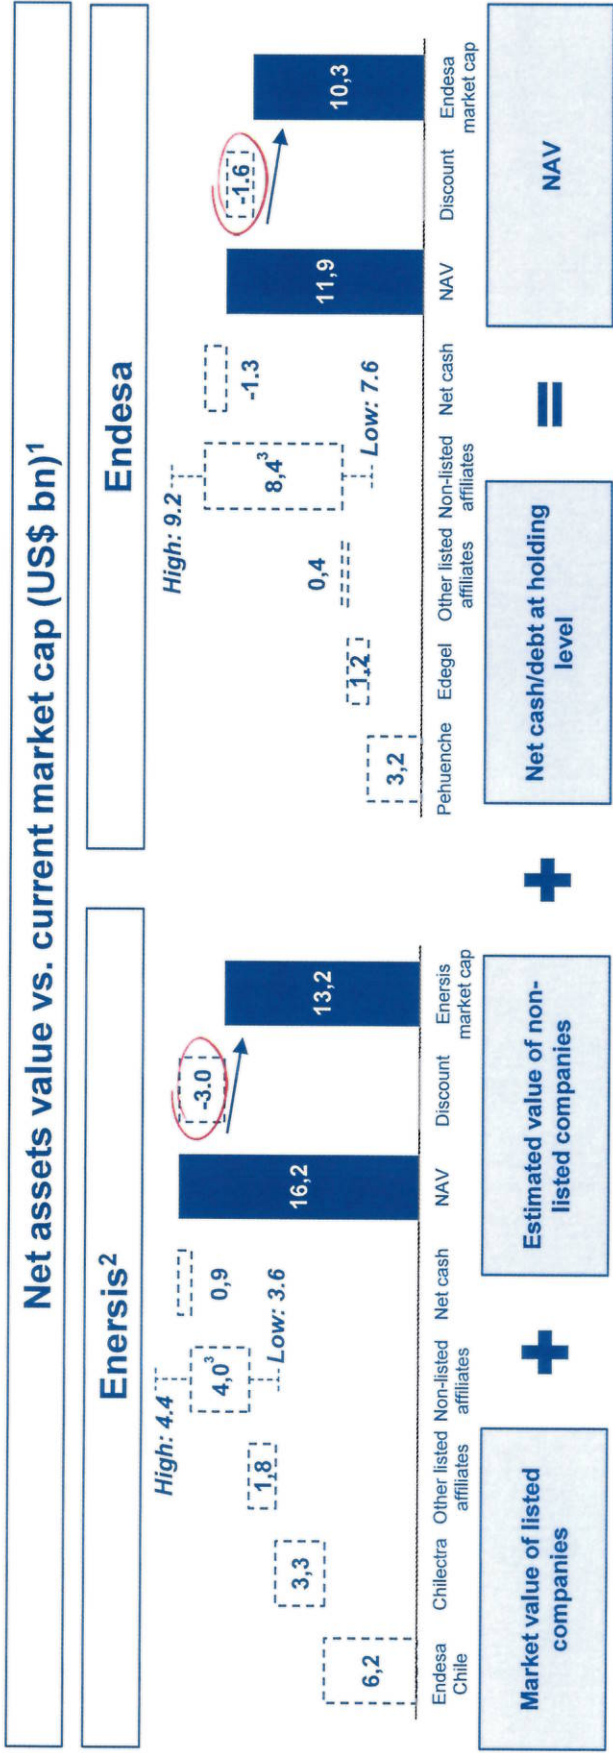 Net assets value vs. current market cap (US$ bn)1
Enersis2
High: 4.4
6,2
3,3
1,8
4,03
Low: 3.6
0,9
16,2
-3.0
13,2
Endesa
Chile
Chilectra
Other listed
affiliates
Non-listed
affiliates
Net cash
NAV
Discount
Enersis
market cap
Endesa
High: 9.2
3,2
1,2
0,4
8,43
Low: 7.6
-1.3
11,9
-1.6
10,3
Pehuenche
Edegel
Other listed
affiliates
Non-listed
affiliates
Net cash
NAV
Discount
Endesa
market cap
Market value of listed
companies
+
Estimated value of non-
listed companies
+
Net cash/debt at holding
level
=
NAV